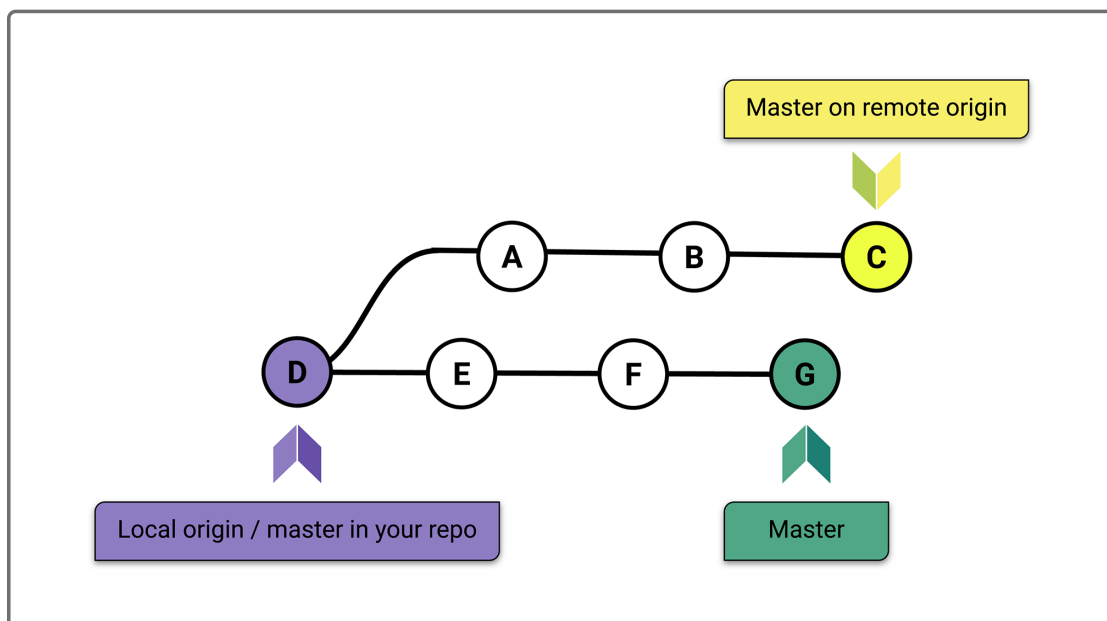 Master on remote origin
A B C
D E F G
Local origin / master in your repo
Master